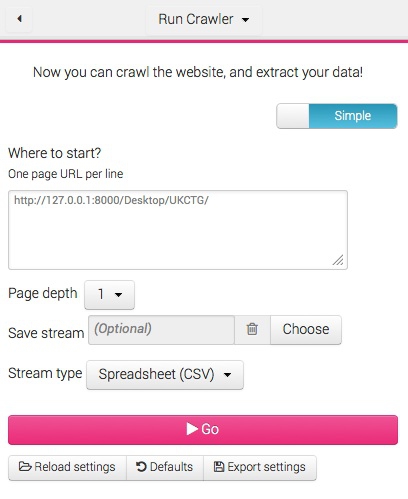 Run Crawler
Now you can crawl the website, and extract your data!
Simple
Where to start?
One page URL per line
http://127.0.0.1:8000/Desktop/UKCTG/
Page depth 1
Save stream (Optional) Choose
Stream type Spreadsheet (CSV)
Go
Reload settings Defaults Export settings